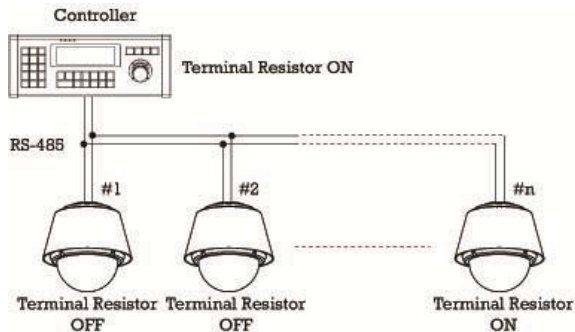 Controller
Terminal Resistor ON
RS-485
#1
#2
#n
Terminal Resistor
OFF
Terminal Resistor
OFF
Terminal Resistor
ON